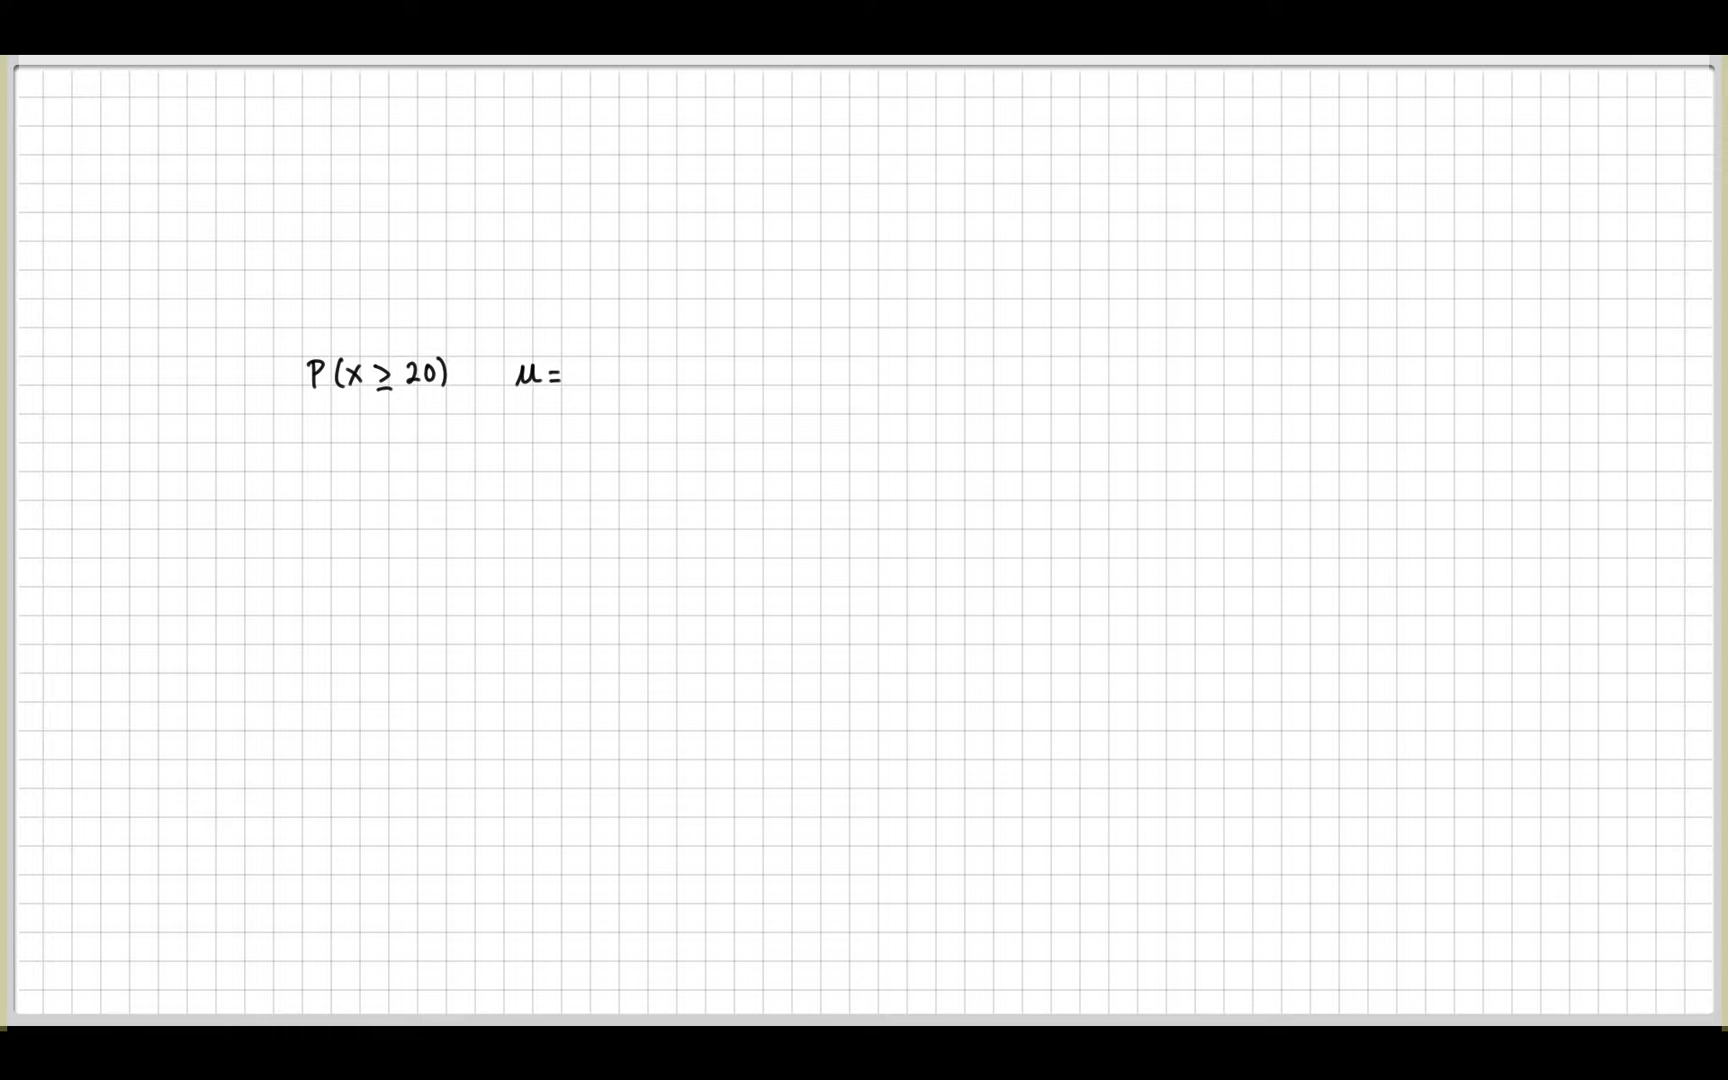 P(x ≥ 20) μ =